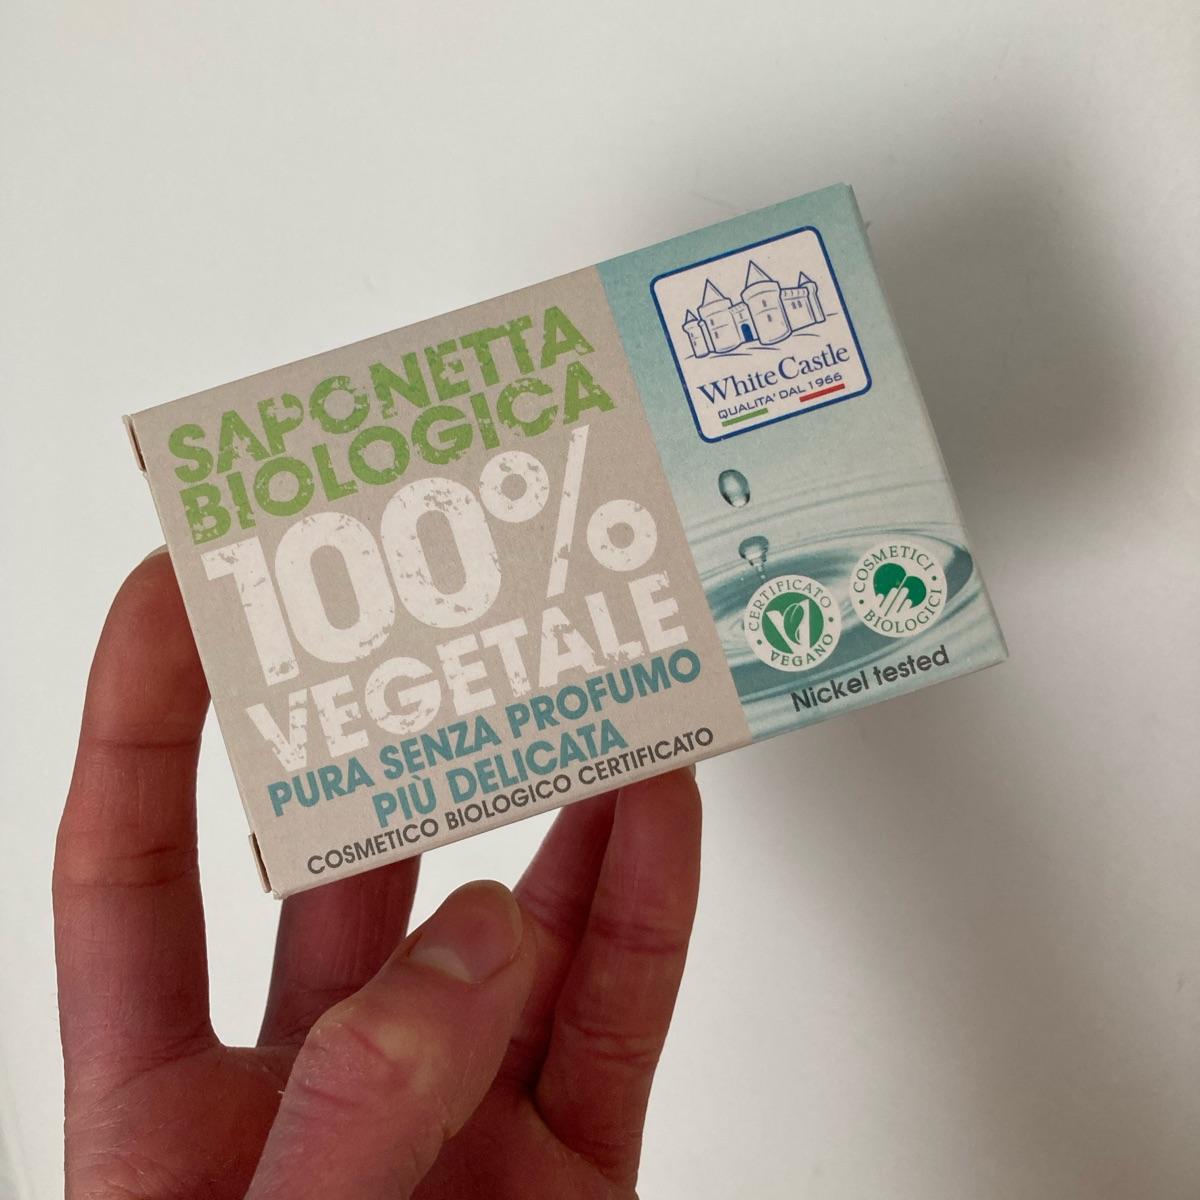 SAPONETTA
BIOLOGICA
100%
VEGETALE
PURA SENZA PROFUMO
PIÙ DELICATA
COSMETICO BIOLOGICO CERTIFICATO
White Castle
QUALITA' DAL 1966
CERTIFICATO
VEGANO
COSMETICI
BIOLOGICI
Nickel tested